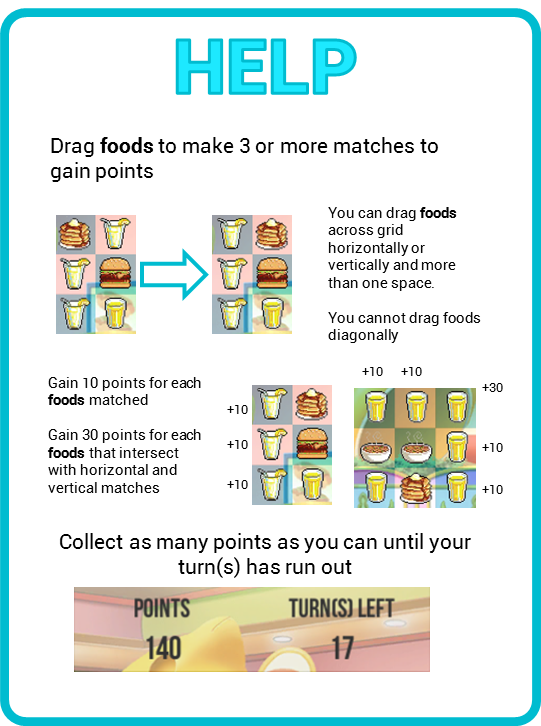 HELP
Drag foods to make 3 or more matches to
gain points
You can drag foods
across grid
horizontally or
vertically and more
than one space.
You cannot drag foods
diagonally
Gain 10 points for each
foods matched
Gain 30 points for each
foods that intersect
with horizontal and
vertical matches
+10
+10
+10
+10 +10
+30
+10
+10
Collect as many points as you can until your
turn(s) has run out
POINTS TURN(S) LEFT
140 17